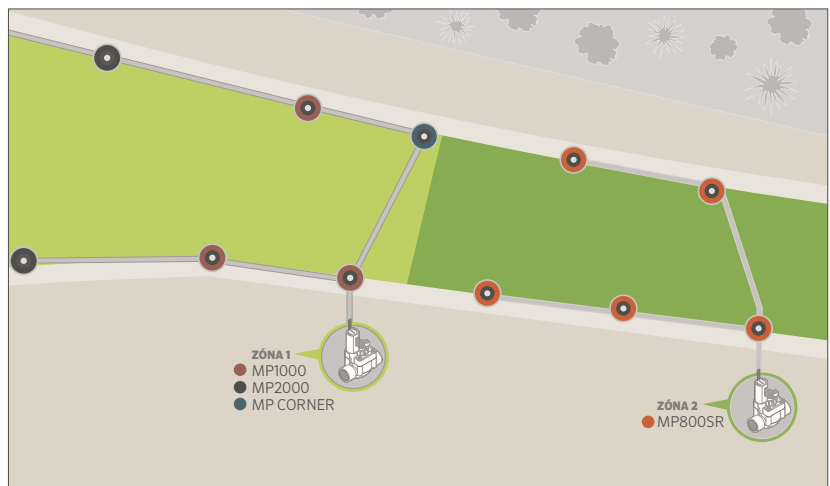 ZÓNA 1
MP1000
MP2000
MP CORNER
ZÓNA 2
MP800SR